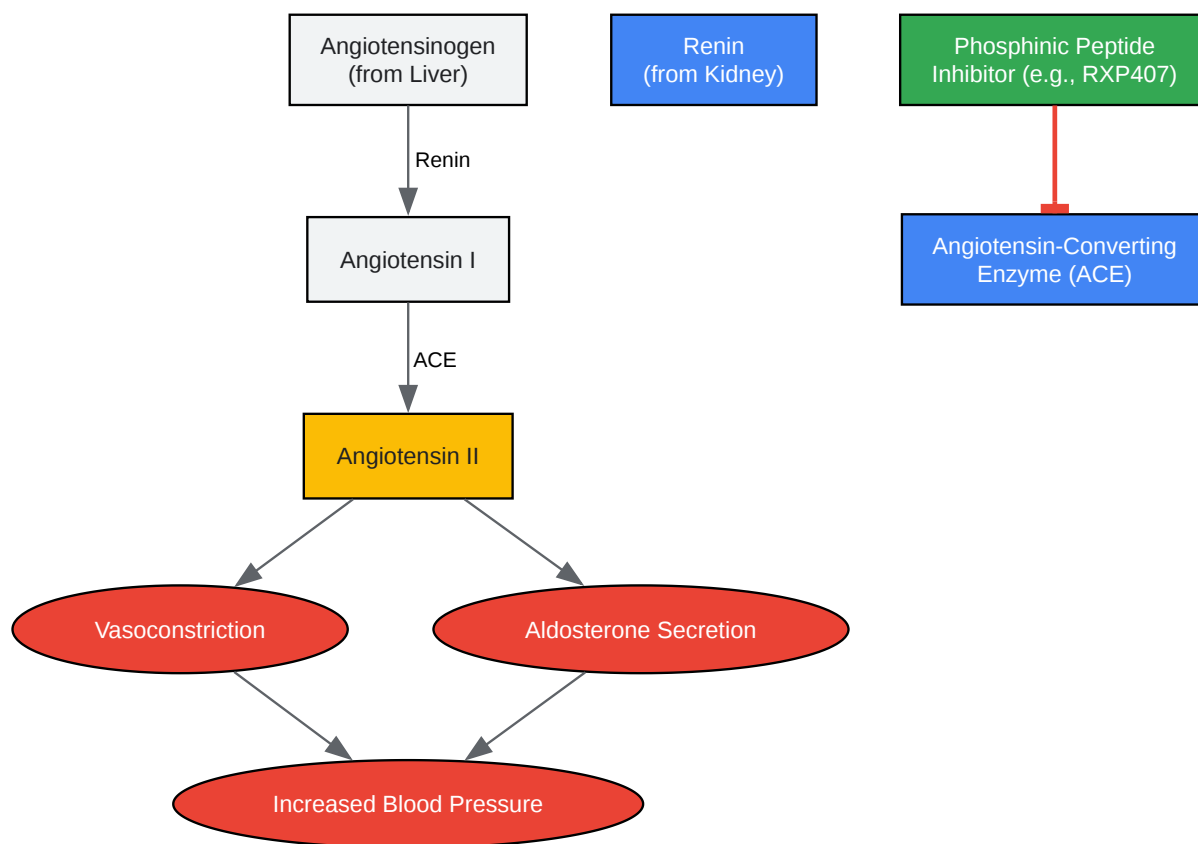 Angiotensinogen
(from Liver)
Renin
(from Kidney)
Phosphinic Peptide
Inhibitor (e.g., RXP407)
Renin
Angiotensin I
Angiotensin-Converting
Enzyme (ACE)
ACE
Angiotensin II
Vasoconstriction
Aldosterone Secretion
Increased Blood Pressure